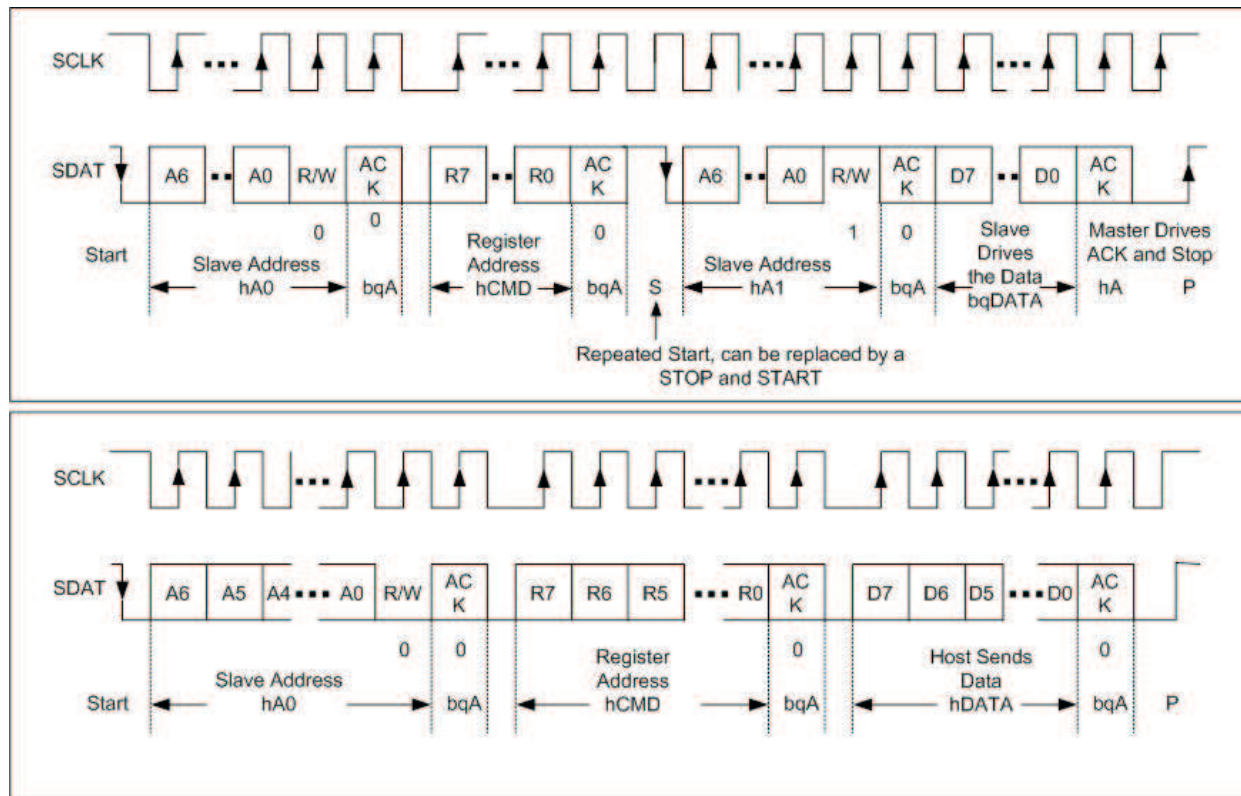 SCLK
SDAT
A6 A0 R/W AC K R7 R0 AC K A6 A0 R/W AC K D7 D0 AC K
0 0 0 1 0
Start
Slave Address
hA0
bqA
Register
Address
hCMD
bqA
S
Slave Address
hA1
bqA
Slave
Drives
the Data
bqDATA
Master Drives
ACK and Stop
hA
P
Repeated Start, can be replaced by a
STOP and START
SCLK
SDAT
A6 A5 A4 A0 R/W AC K R7 R6 R5 R0 AC K D7 D6 D5 D0 AC K
0 0 0 0
Start
Slave Address
hA0
bqA
Register
Address
hCMD
bqA
Host Sends
Data
hDATA
bqA
P